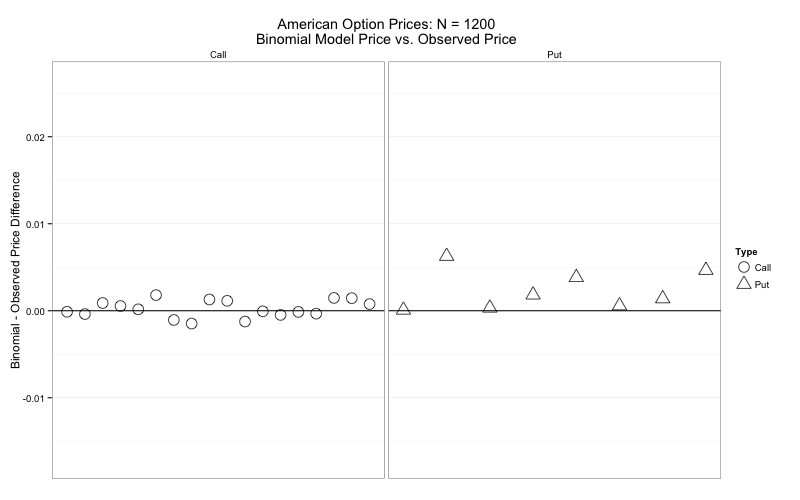 American Option Prices: N = 1200
Binomial Model Price vs. Observed Price
Call
Put
Binomial - Observed Price Difference
0.02
0.01
0.00
-0.01
Type
Call
Put